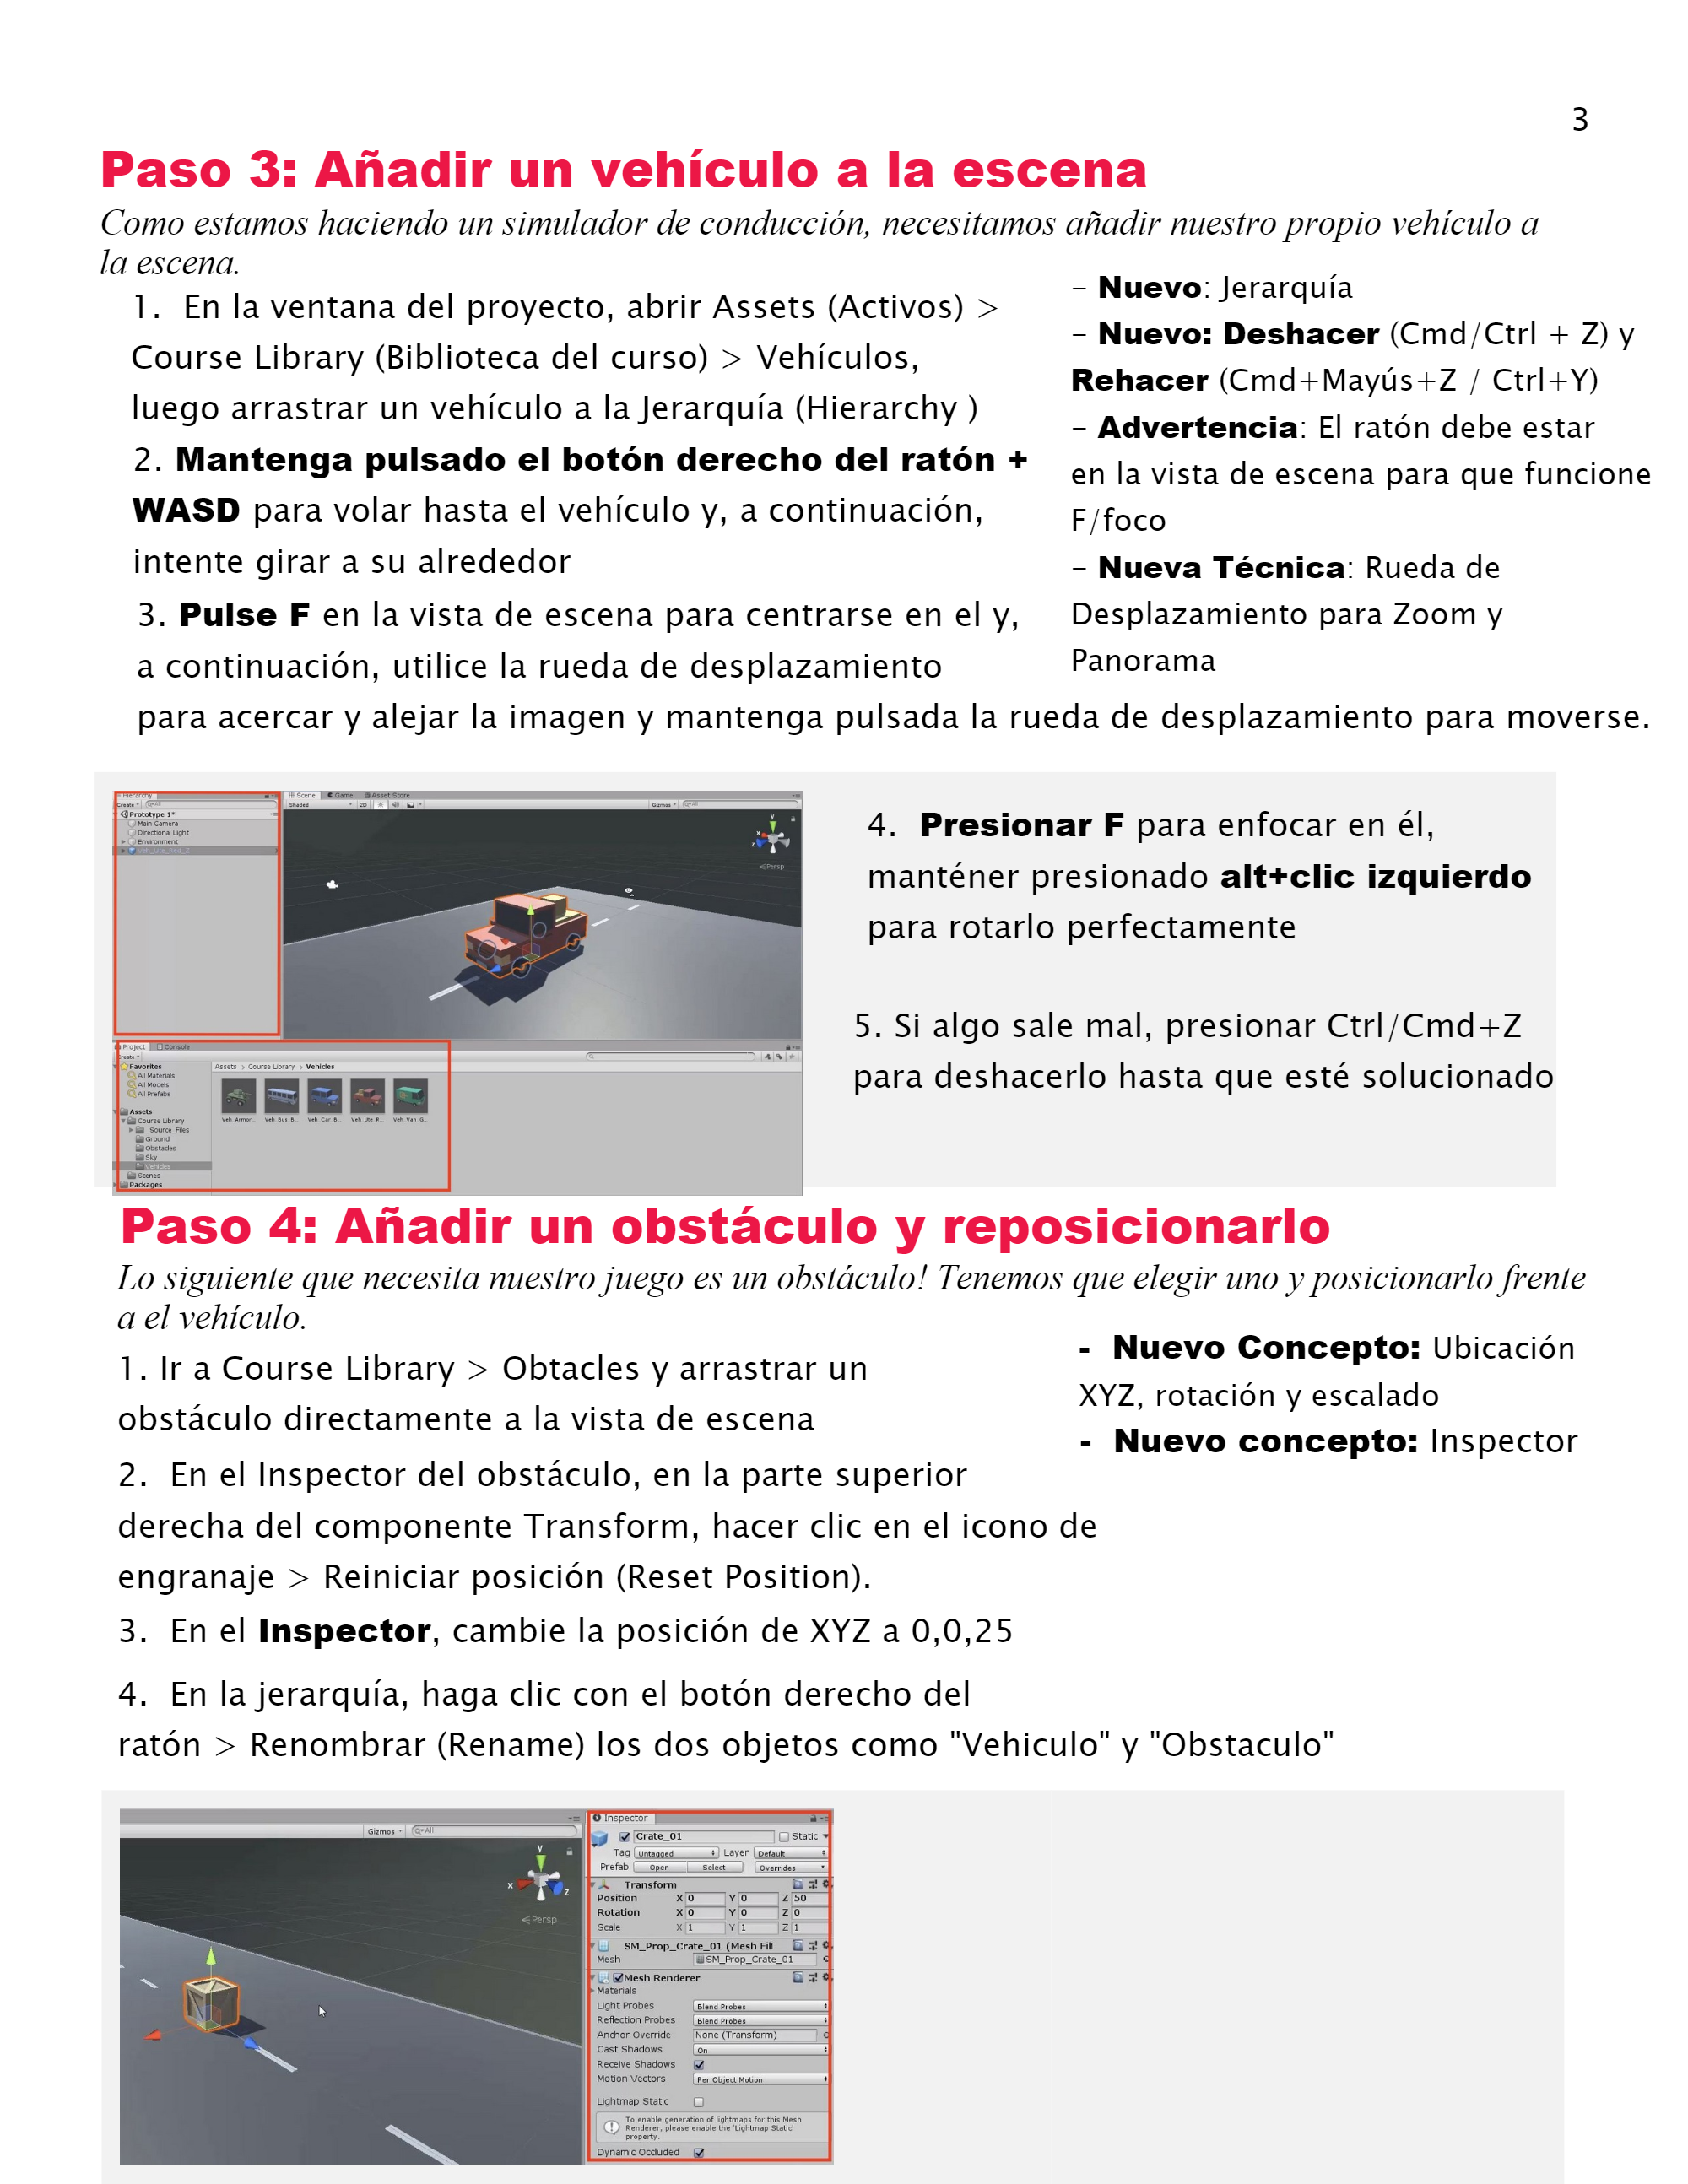 3
Paso 3: Añadir un vehículo a la escena
Como estamos haciendo un simulador de conducción, necesitamos añadir nuestro propio vehículo a
la escena.
1. En la ventana del proyecto, abrir Assets (Activos) >
Course Library (Biblioteca del curso) > Vehículos,
luego arrastrar un vehículo a la Jerarquía (Hierarchy )
2. Mantenga pulsado el botón derecho del ratón +
WASD para volar hasta el vehículo y, a continuación,
intente girar a su alrededor
3. Pulse F en la vista de escena para centrarse en el y,
a continuación, utilice la rueda de desplazamiento
para acercar y alejar la imagen y mantenga pulsada la rueda de desplazamiento para moverse.
– Nuevo: Jerarquía
– Nuevo: Deshacer (Cmd/Ctrl + Z) y
Rehacer (Cmd+Mayús+Z / Ctrl+Y)
– Advertencia: El ratón debe estar
en la vista de escena para que funcione
F/foco
– Nueva Técnica: Rueda de
Desplazamiento para Zoom y
Panorama
Hierarchy
Create
All
Prototype 1*
Main Camera
Directional Light
Environment
Veh_Ute_Red_Z
Scene Game Asset Store
Shaded 2D Gizmos All
y
x
z
Persp
Project Console
Create
Favorites
All Materials
All Models
All Prefabs
Assets
Course Library
_Source_Files
Ground
Obstacles
Sky
Vehicles
Scenes
Packages
Assets > Course Library > Vehicles
Veh_Armor... Veh_Bus_B... Veh_Car_B... Veh_Ute_R... Veh_Van_G...
4. Presionar F para enfocar en él,
manténer presionado alt+clic izquierdo
para rotarlo perfectamente
5. Si algo sale mal, presionar Ctrl/Cmd+Z
para deshacerlo hasta que esté solucionado
Paso 4: Añadir un obstáculo y reposicionarlo
Lo siguiente que necesita nuestro juego es un obstáculo! Tenemos que elegir uno y posicionarlo frente
a el vehículo.
1. Ir a Course Library > Obtacles y arrastrar un
obstáculo directamente a la vista de escena
2. En el Inspector del obstáculo, en la parte superior
derecha del componente Transform, hacer clic en el icono de
engranaje > Reiniciar posición (Reset Position).
3. En el Inspector, cambie la posición de XYZ a 0,0,25
4. En la jerarquía, haga clic con el botón derecho del
ratón > Renombrar (Rename) los dos objetos como "Vehiculo" y "Obstaculo"
- Nuevo Concepto: Ubicación
XYZ, rotación y escalado
- Nuevo concepto: Inspector
Gizmos All
y
x
z
Persp
Inspector
Crate_01 Static
Tag Untagged Layer Default
Prefab Open Select Overrides
Transform
Position X 0 Y 0 Z 50
Rotation X 0 Y 0 Z 0
Scale X 1 Y 1 Z 1
SM_Prop_Crate_01 (Mesh Fil
Mesh SM_Prop_Crate_01
Mesh Renderer
Materials
Light Probes Blend Probes
Reflection Probes Blend Probes
Anchor Override None (Transform)
Cast Shadows On
Receive Shadows
Motion Vectors Per Object Motion
Lightmap Static
To enable generation of lightmaps for this Mesh
Renderer, please enable the 'Lightmap Static'
property.
Dynamic Occluded